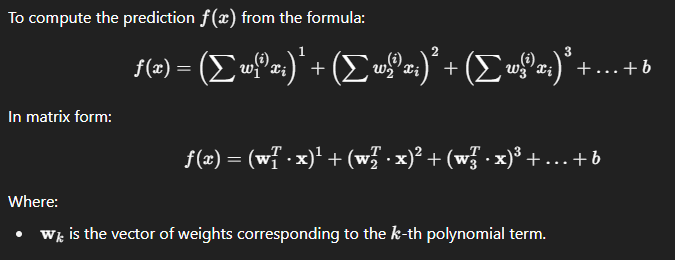 To compute the prediction f(x) from the formula:
f(x) = (∑ w₁⁽ⁱ⁾xᵢ)¹ + (∑ w₂⁽ⁱ⁾xᵢ)² + (∑ w₃⁽ⁱ⁾xᵢ)³ + … + b
In matrix form:
f(x) = (w₁ᵀ · x)¹ + (w₂ᵀ · x)² + (w₃ᵀ · x)³ + … + b
Where:
• wₖ is the vector of weights corresponding to the k-th polynomial term.